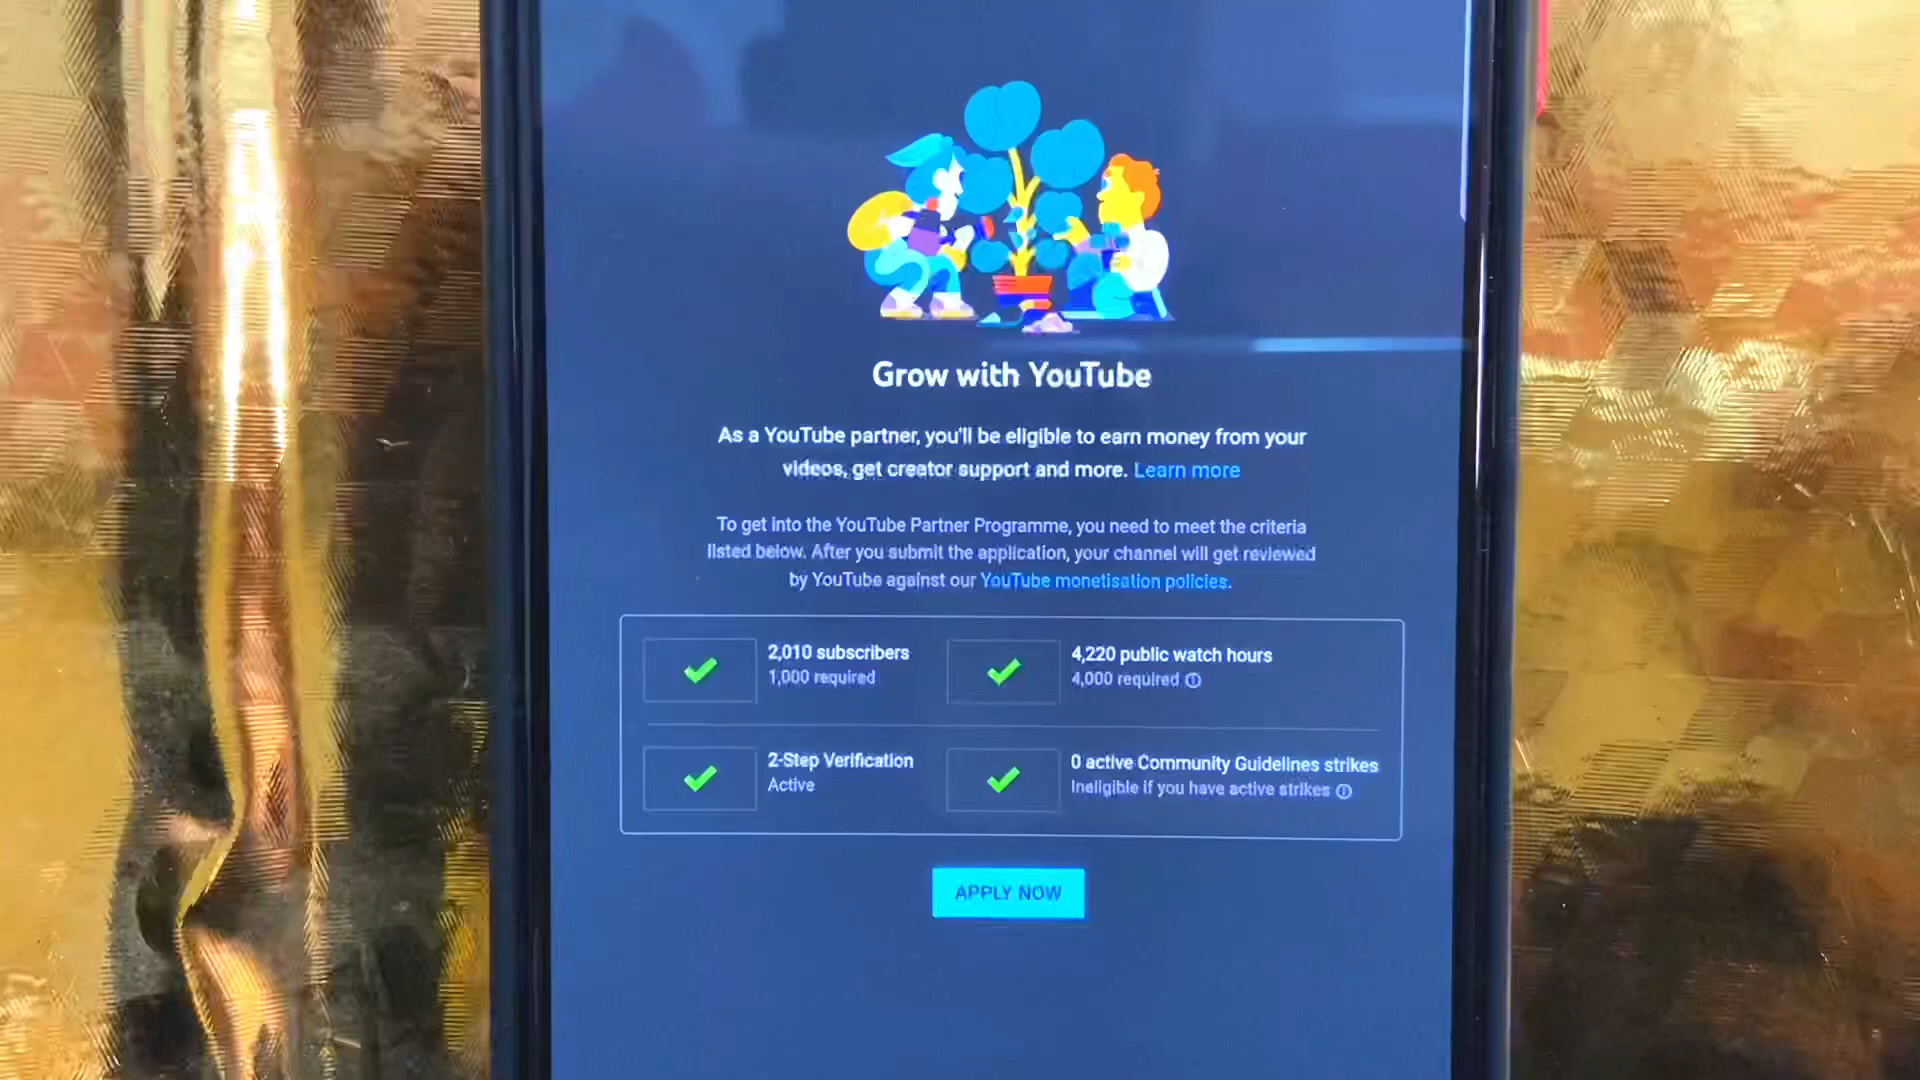 Grow with YouTube
As a YouTube partner, you'll be eligible to earn money from your
videos, get creator support and more. Learn more
To get into the YouTube Partner Programme, you need to meet the criteria
listed below. After you submit the application, your channel will get reviewed
by YouTube against our YouTube monetisation policies.
2,010 subscribers
1,000 required
4,220 public watch hours
4,000 required
2-Step Verification
Active
0 active Community Guidelines strikes
Ineligible if you have active strikes
APPLY NOW